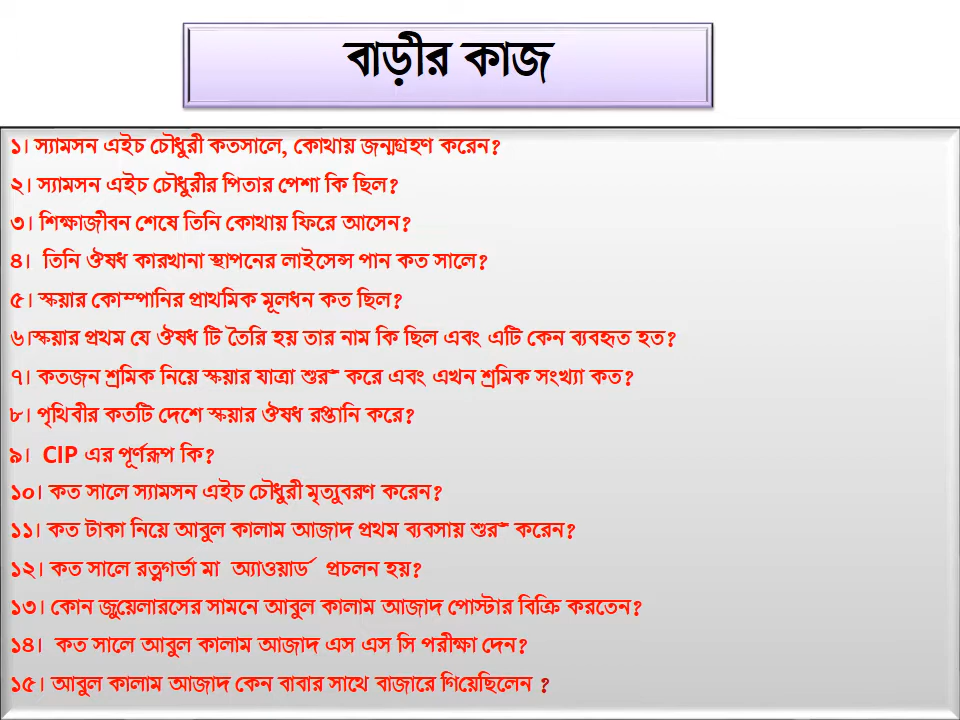 বাড়ীর কাজ
১। স্যামসন এইচ চৌধুরী কতসালে, কোথায় জন্মগ্রহণ করেন?
২। স্যামসন এইচ চৌধুরীর পিতার পেশা কি ছিল?
৩। শিক্ষাজীবন শেষে তিনি কোথায় ফিরে আসেন?
৪। তিনি ঔষধ কারখানা স্থাপনের লাইসেন্স পান কত সালে?
৫। স্কয়ার কোম্পানির প্রাথমিক মূলধন কত ছিল?
৬।স্কয়ার প্রথম যে ঔষধ টি তৈরি হয় তার নাম কি ছিল এবং এটি কেন ব্যবহৃত হত?
৭। কতজন শ্রমিক নিয়ে স্কয়ার যাত্রা শুরু করে এবং এখন শ্রমিক সংখ্যা কত?
৮। পৃথিবীর কতটি দেশে স্কয়ার ঔষধ রপ্তানি করে?
৯। CIP এর পূর্ণরূপ কি?
১০। কত সালে স্যামসন এইচ চৌধুরী মৃত্যুবরণ করেন?
১১। কত টাকা নিয়ে আবুল কালাম আজাদ প্রথম ব্যবসায় শুরু করেন?
১২। কত সালে রত্নগর্ভা মা অ্যাওয়ার্ড প্রচলন হয়?
১৩। কোন জুয়েলারসের সামনে আবুল কালাম আজাদ পোস্টার বিক্রি করতেন?
১৪। কত সালে আবুল কালাম আজাদ এস এস সি পরীক্ষা দেন?
১৫। আবুল কালাম আজাদ কেন বাবার সাথে বাজারে গিয়েছিলেন ?